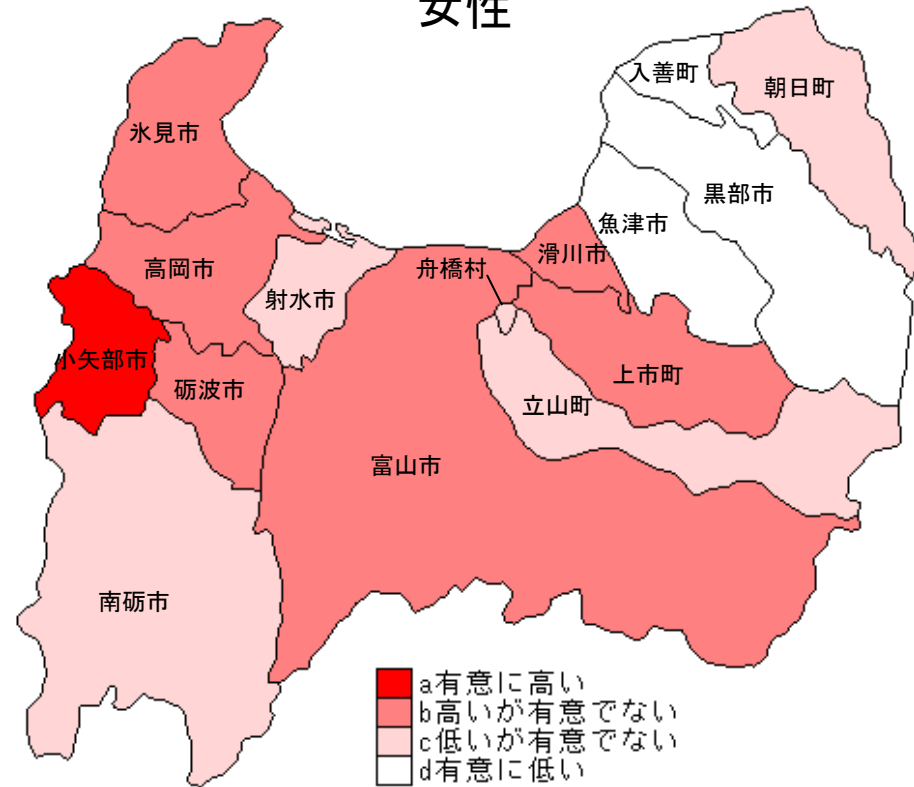 女性
入善町
朝日町
氷見市
黒部市
魚津市
滑川市
舟橋村
高岡市
射水市
小矢部市
砺波市
上市町
立山町
富山市
南砺市
a有意に高い
b高いが有意でない
c低いが有意でない
d有意に低い